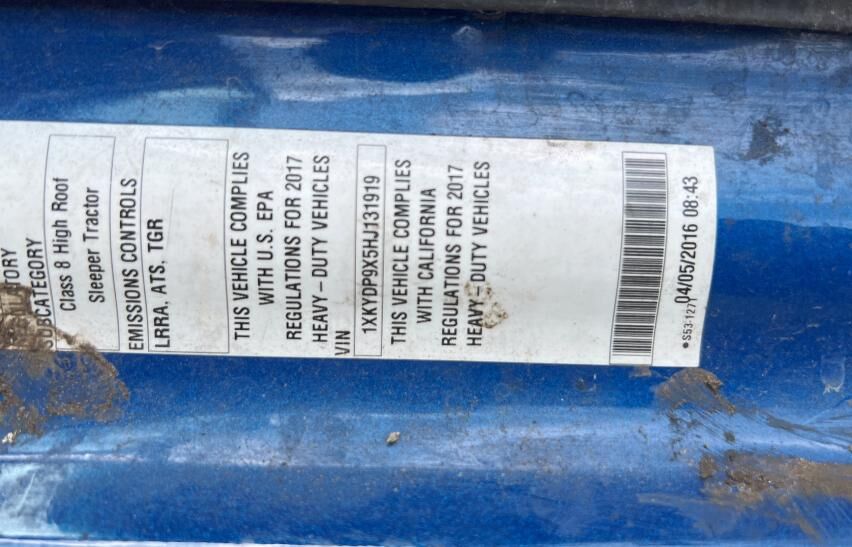 SUBCATEGORY
Class 8 High Roof
Sleeper Tractor
EMISSIONS CONTROLS
LRRA, ATS, TGR
THIS VEHICLE COMPLIES
WITH U.S. EPA
REGULATIONS FOR 2017
HEAVY-DUTY VEHICLES
VIN
1XKYDP9X5HJ131919
THIS VEHICLE COMPLIES
WITH CALIFORNIA
REGULATIONS FOR 2017
HEAVY-DUTY VEHICLES
S53-1271 04/05/2016 08:43